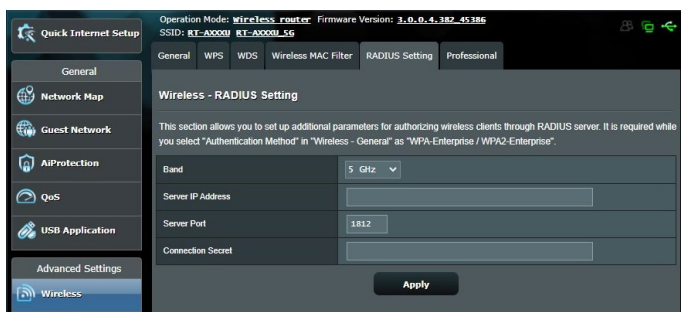 Quick Internet Setup
General
Network Map
Guest Network
AiProtection
QoS
USB Application
Advanced Settings
Wireless
Operation Mode: Wireless router Firmware Version: 3.0.0.4.382_45386
SSID: RT-AXXXU RT-AXXXU_5G
General WPS WDS Wireless MAC Filter RADIUS Setting Professional
Wireless - RADIUS Setting
This section allows you to set up additional parameters for authorizing wireless clients through RADIUS server. It is required while
you select "Authentication Method" in "Wireless - General" as "WPA-Enterprise / WPA2-Enterprise".
Band 5 GHz
Server IP Address
Server Port 1812
Connection Secret
Apply